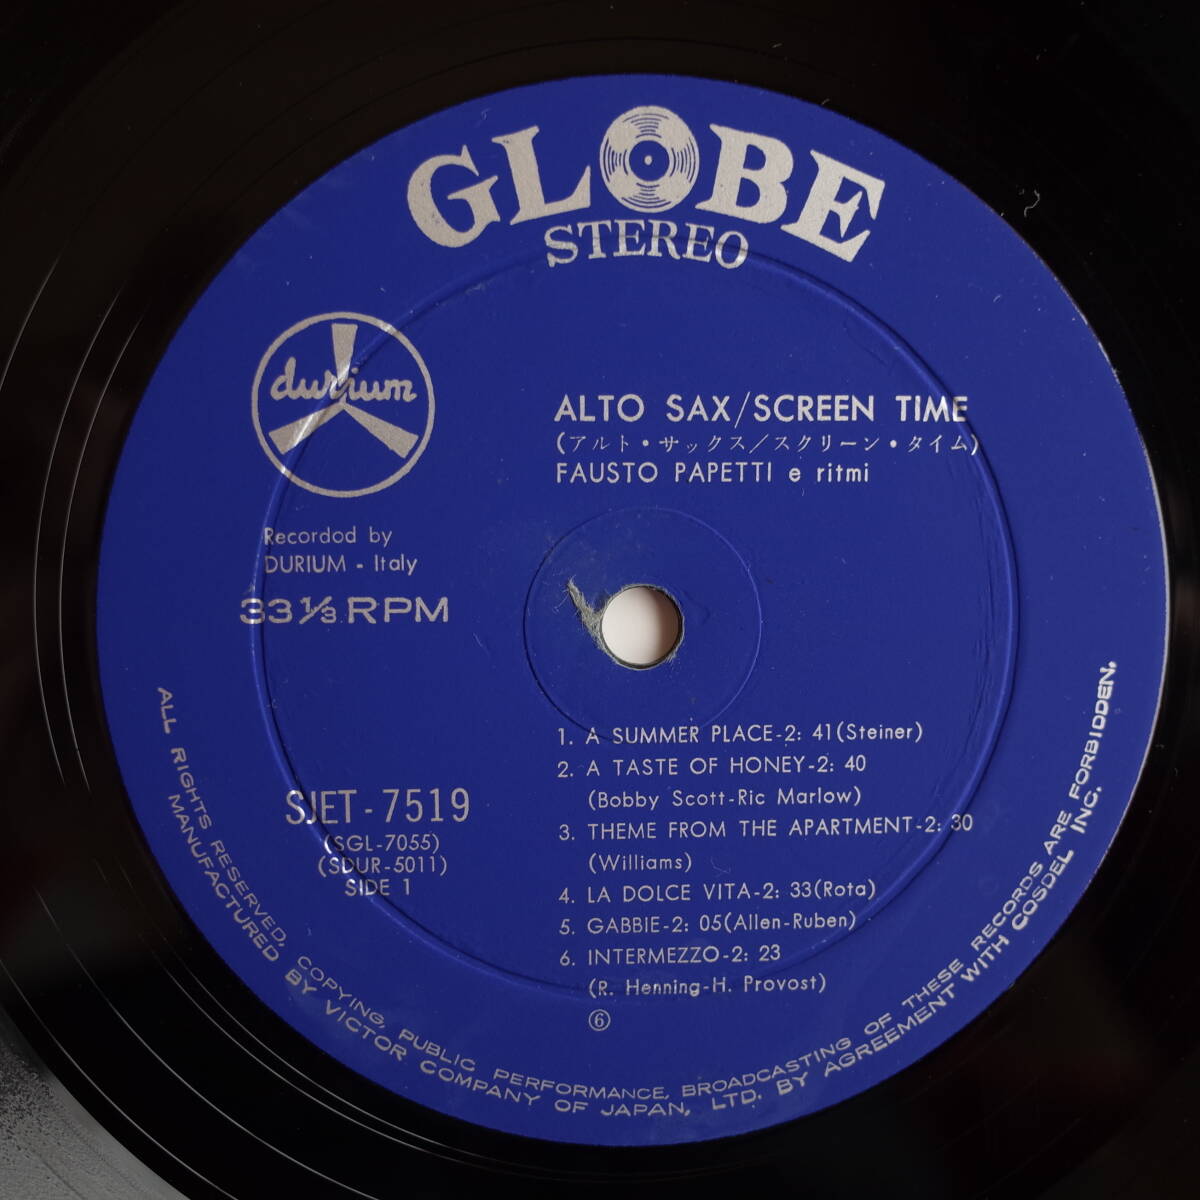 GLOBE
STEREO
durium
ALTO SAX/SCREEN TIME
(アルト・サックス/スクリーン・タイム)
FAUSTO PAPETTI e ritmi
Recordod by
DURIUM - Italy
33 1/3 RPM
1. A SUMMER PLACE-2: 41(Steiner)
2. A TASTE OF HONEY-2: 40
(Bobby Scott-Ric Marlow)
3. THEME FROM THE APARTMENT-2: 30
(Williams)
4. LA DOLCE VITA-2: 33(Rota)
5. GABBIE-2: 05(Allen-Ruben)
6. INTERMEZZO-2: 23
(R. Henning-H. Provost)
⑥
SJET-7519
(SGL-7055)
(SDUR-5011)
SIDE 1
ALL RIGHTS RESERVED, COPYING, PUBLIC PERFORMANCE, BROADCASTING OF THESE RECORDS ARE FORBIDDEN.
MANUFACTURED BY VICTOR COMPANY OF JAPAN, LTD. BY AGREEMENT WITH COSDEL INC.